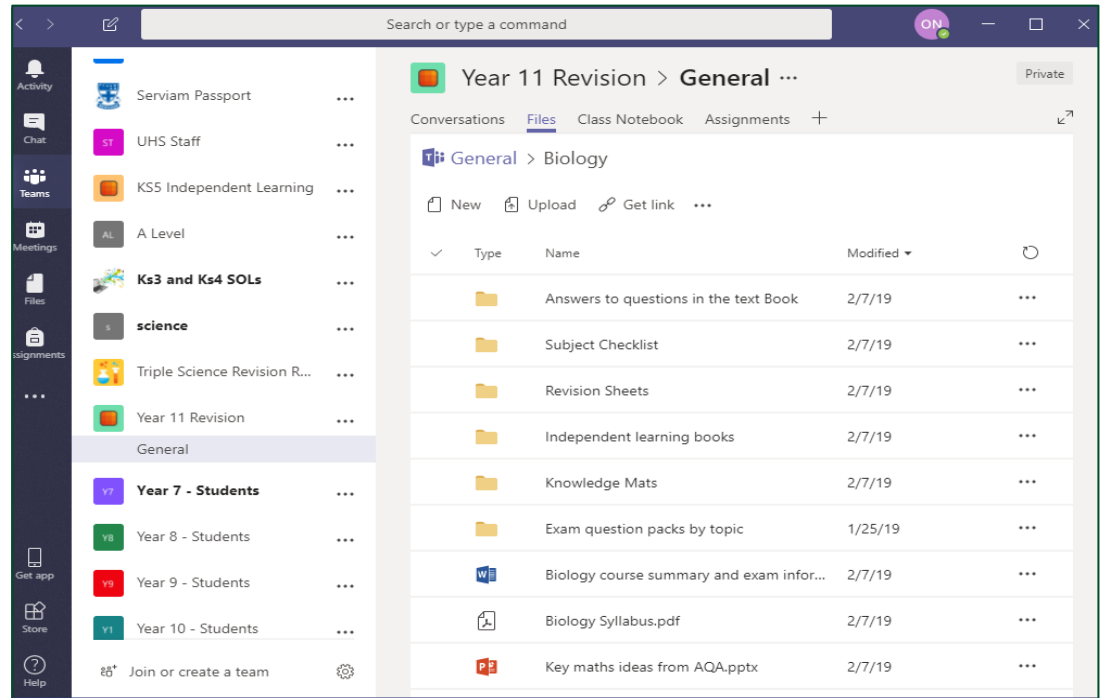 Search or type a command
ON
Activity
Chat
Teams
Meetings
Files
ssignments
Get app
Store
Help
Serviam Passport
ST UHS Staff
KS5 Independent Learning
AL A Level
Ks3 and Ks4 SOLs
s science
Triple Science Revision R...
Year 11 Revision
General
Y7 Year 7 - Students
Y8 Year 8 - Students
Y9 Year 9 - Students
Y1 Year 10 - Students
Join or create a team
Year 11 Revision > General ...
Private
Conversations Files Class Notebook Assignments +
General > Biology
New Upload Get link ...
Type Name Modified
Answers to questions in the text Book 2/7/19
Subject Checklist 2/7/19
Revision Sheets 2/7/19
Independent learning books 2/7/19
Knowledge Mats 2/7/19
Exam question packs by topic 1/25/19
Biology course summary and exam infor... 2/7/19
Biology Syllabus.pdf 2/7/19
Key maths ideas from AQA.pptx 2/7/19